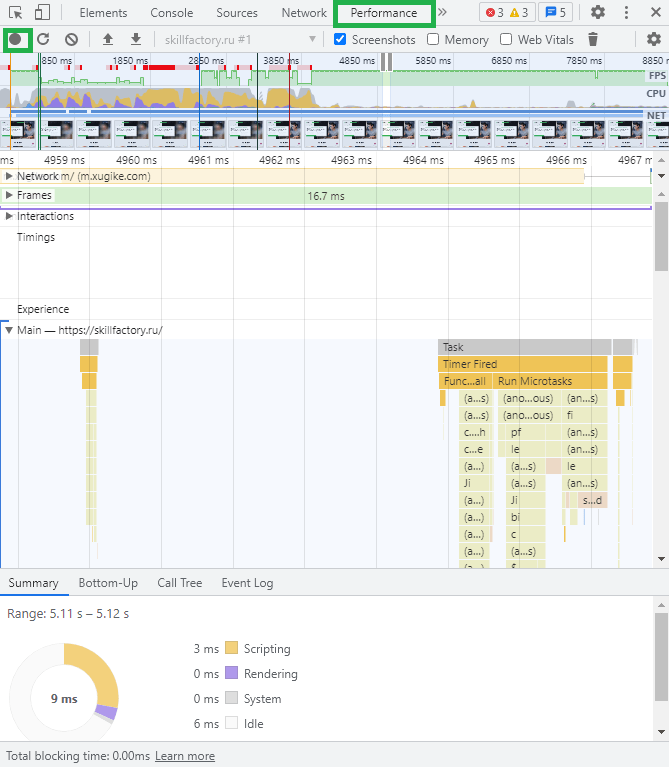 Elements Console Sources Network Performance » 3 3 5
skillfactory.ru #1 Screenshots Memory Web Vitals
850 ms 1850 ms 2850 ms 3850 ms 4850 ms 5850 ms 6850 ms 7850 ms 8850
FPS
CPU
NET
ms 4959 ms 4960 ms 4961 ms 4962 ms 4963 ms 4964 ms 4965 ms 4966 ms 4967
Network m/ (m.xugike.com)
Frames 16.7 ms
Interactions
Timings
Experience
Main — https://skillfactory.ru/
Task
Timer Fired
Func...all Run Microtasks
(a...s) (ano...ous) (an...s)
(a...s) (ano...ous) fi
c....h pf (an...s)
c...e le (an...s)
(a...) (a...s) le
Ji (a...) (an...s)
(a...) Ji s...d
(a...) bi
(a...) c
(a...) (a...s)
Summary Bottom-Up Call Tree Event Log
Range: 5.11 s – 5.12 s
9 ms
3 ms Scripting
0 ms Rendering
0 ms System
6 ms Idle
Total blocking time: 0.00ms Learn more